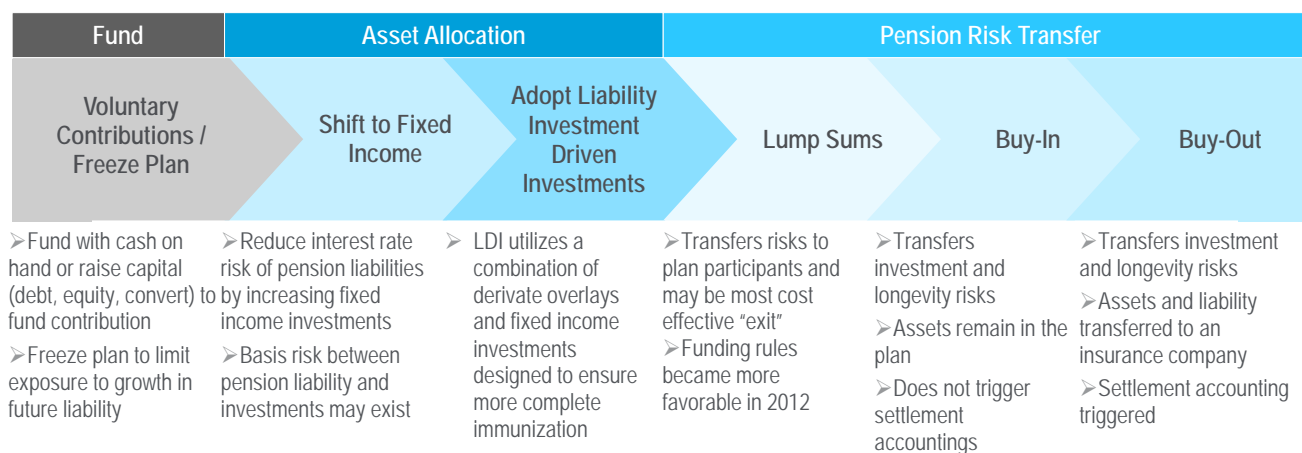 Fund
Asset Allocation
Pension Risk Transfer
Voluntary
Contributions /
Freeze Plan
Shift to Fixed
Income
Adopt Liability
Investment
Driven
Investments
Lump Sums
Buy-In
Buy-Out
➢Fund with cash on
hand or raise capital
(debt, equity, convert) to
fund contribution
➢Freeze plan to limit
exposure to growth in
future liability
➢Reduce interest rate
risk of pension liabilities
by increasing fixed
income investments
➢Basis risk between
pension liability and
investments may exist
➢ LDI utilizes a
combination of
derivate overlays
and fixed income
investments
designed to ensure
more complete
immunization
➢Transfers risks to
plan participants and
may be most cost
effective “exit”
➢Funding rules
became more
favorable in 2012
➢Transfers
investment and
longevity risks
➢Assets remain in the
plan
➢Does not trigger
settlement
accountings
➢Transfers investment
and longevity risks
➢Assets and liability
transferred to an
insurance company
➢Settlement accounting
triggered